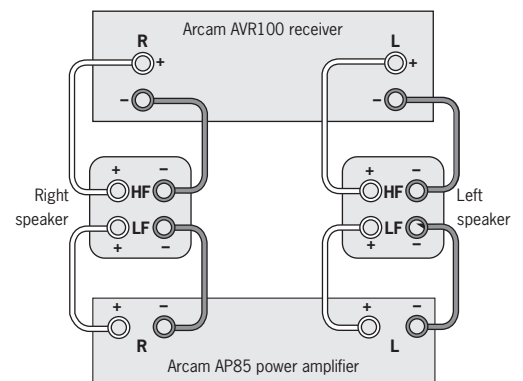 Arcam AVR100 receiver
R L
+ +
– –
+ – + –
Right HF HF Left
speaker LF LF speaker
+ – + –
+ – + –
R L
Arcam AP85 power amplifier